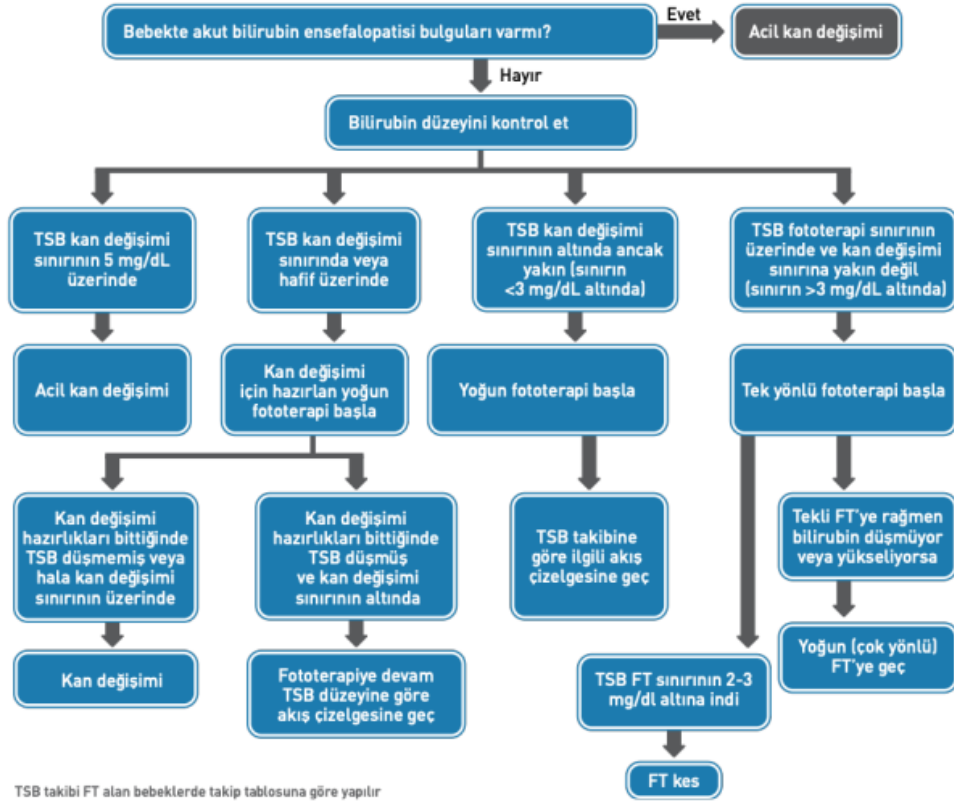 Bebekte akut bilirubin ensefalopatisi bulguları varmı?
Evet
Acil kan değişimi
Hayır
Bilirubin düzeyini kontrol et
TSB kan değişimi
sınırının 5 mg/dL
üzerinde
TSB kan değişimi
sınırında veya
hafif üzerinde
TSB kan değişimi
sınırının altında ancak
yakın (sınırın
<3 mg/dL altında)
TSB fototerapi sınırının
üzerinde ve kan değişimi
sınırına yakın değil
(sınırın >3 mg/dL altında)
Acil kan değişimi
Kan değişimi
için hazırlan yoğun
fototerapi başla
Yoğun fototerapi başla
Tek yönlü fototerapi başla
Kan değişimi
hazırlıkları bittiğinde
TSB düşmemiş veya
hala kan değişimi
sınırının üzerinde
Kan değişimi
hazırlıkları bittiğinde
TSB düşmüş
ve kan değişimi
sınırının altında
TSB takibine
göre ilgili akış
çizelgesine geç
Tekli FT'ye rağmen
bilirubin düşmüyor
veya yükseliyorsa
Kan değişimi
Fototerapiye devam
TSB düzeyine göre
akış çizelgesine geç
TSB FT sınırının 2-3
mg/dl altına indi
Yoğun (çok yönlü)
FT'ye geç
FT kes
TSB takibi FT alan bebeklerde takip tablosuna göre yapılır